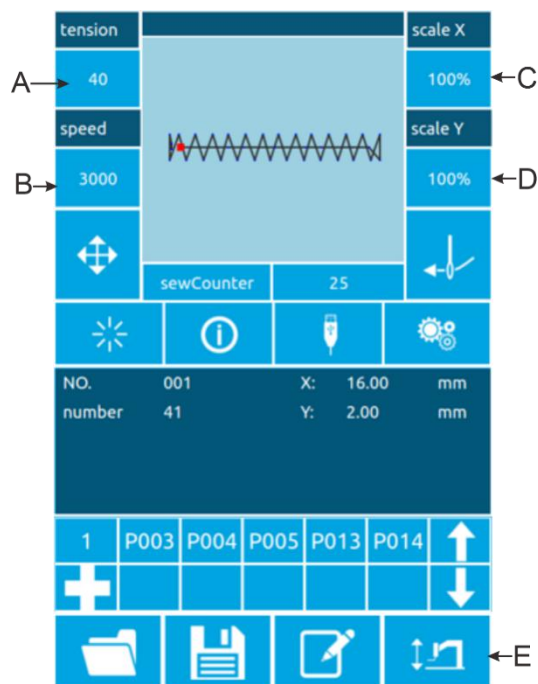 tension
scale X
A
40
100%
C
speed
scale Y
B
3000
100%
D
sewCounter 25
NO. 001 X: 16.00 mm
number 41 Y: 2.00 mm
1 P003 P004 P005 P013 P014
E